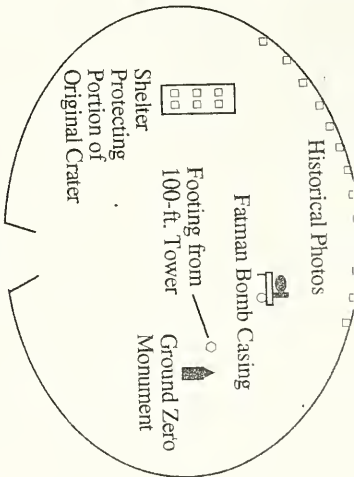 Historical Photos
Fatman Bomb Casing
Footing from
100-ft. Tower
Ground Zero
Monument
Shelter
Protecting
Portion of
Original Crater